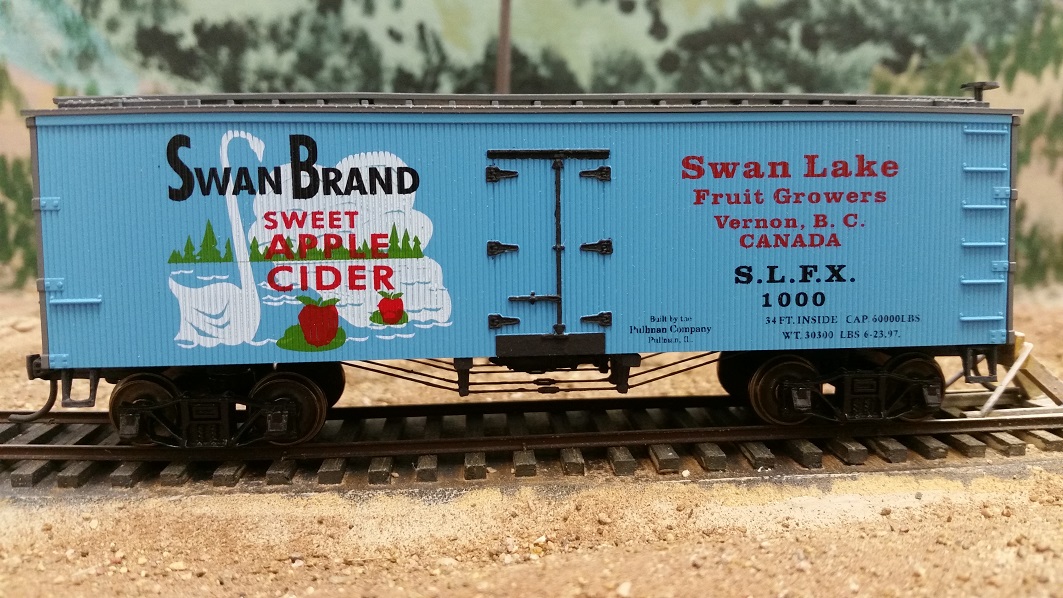 SWAN BRAND
SWEET
APPLE
CIDER
Swan Lake
Fruit Growers
Vernon, B. C.
CANADA
S.L.F.X.
1000
34 FT. INSIDE CAP. 60000LBS.
WT. 30300 LBS 6-23.97.
Built by the
Pullman Company
Pullman, Il.